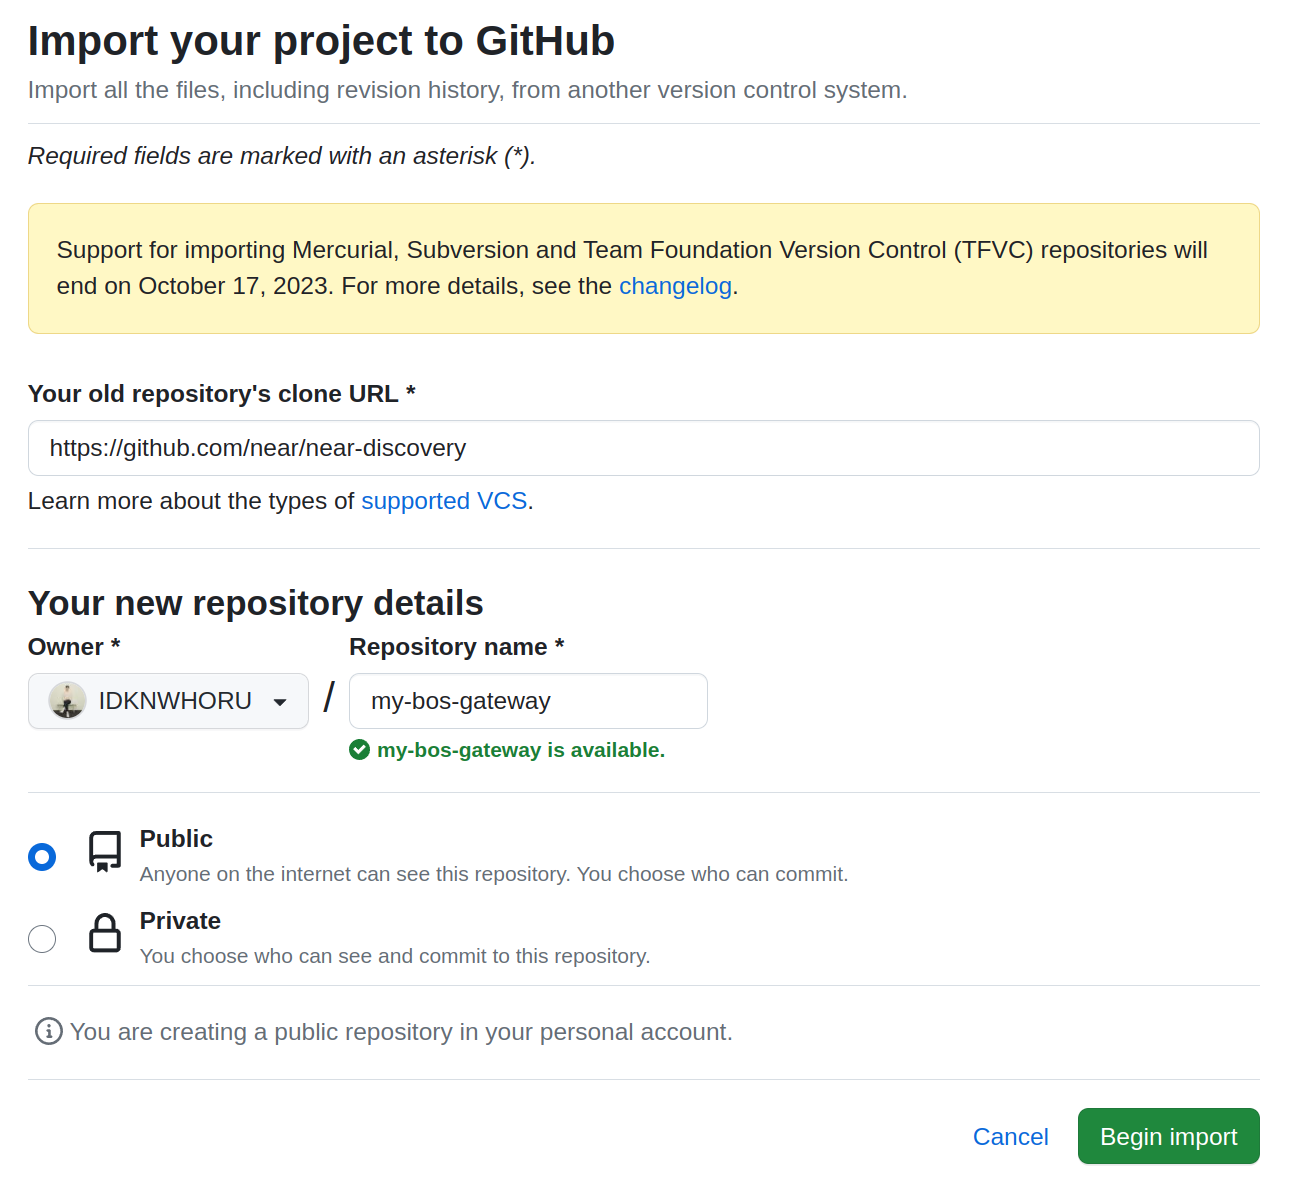 Import your project to GitHub
Import all the files, including revision history, from another version control system.
Required fields are marked with an asterisk (*).
Support for importing Mercurial, Subversion and Team Foundation Version Control (TFVC) repositories will
end on October 17, 2023. For more details, see the changelog.
Your old repository's clone URL *
https://github.com/near/near-discovery
Learn more about the types of supported VCS.
Your new repository details
Owner *
Repository name *
IDKNWHORU / my-bos-gateway
my-bos-gateway is available.
Public
Anyone on the internet can see this repository. You choose who can commit.
Private
You choose who can see and commit to this repository.
You are creating a public repository in your personal account.
Cancel
Begin import